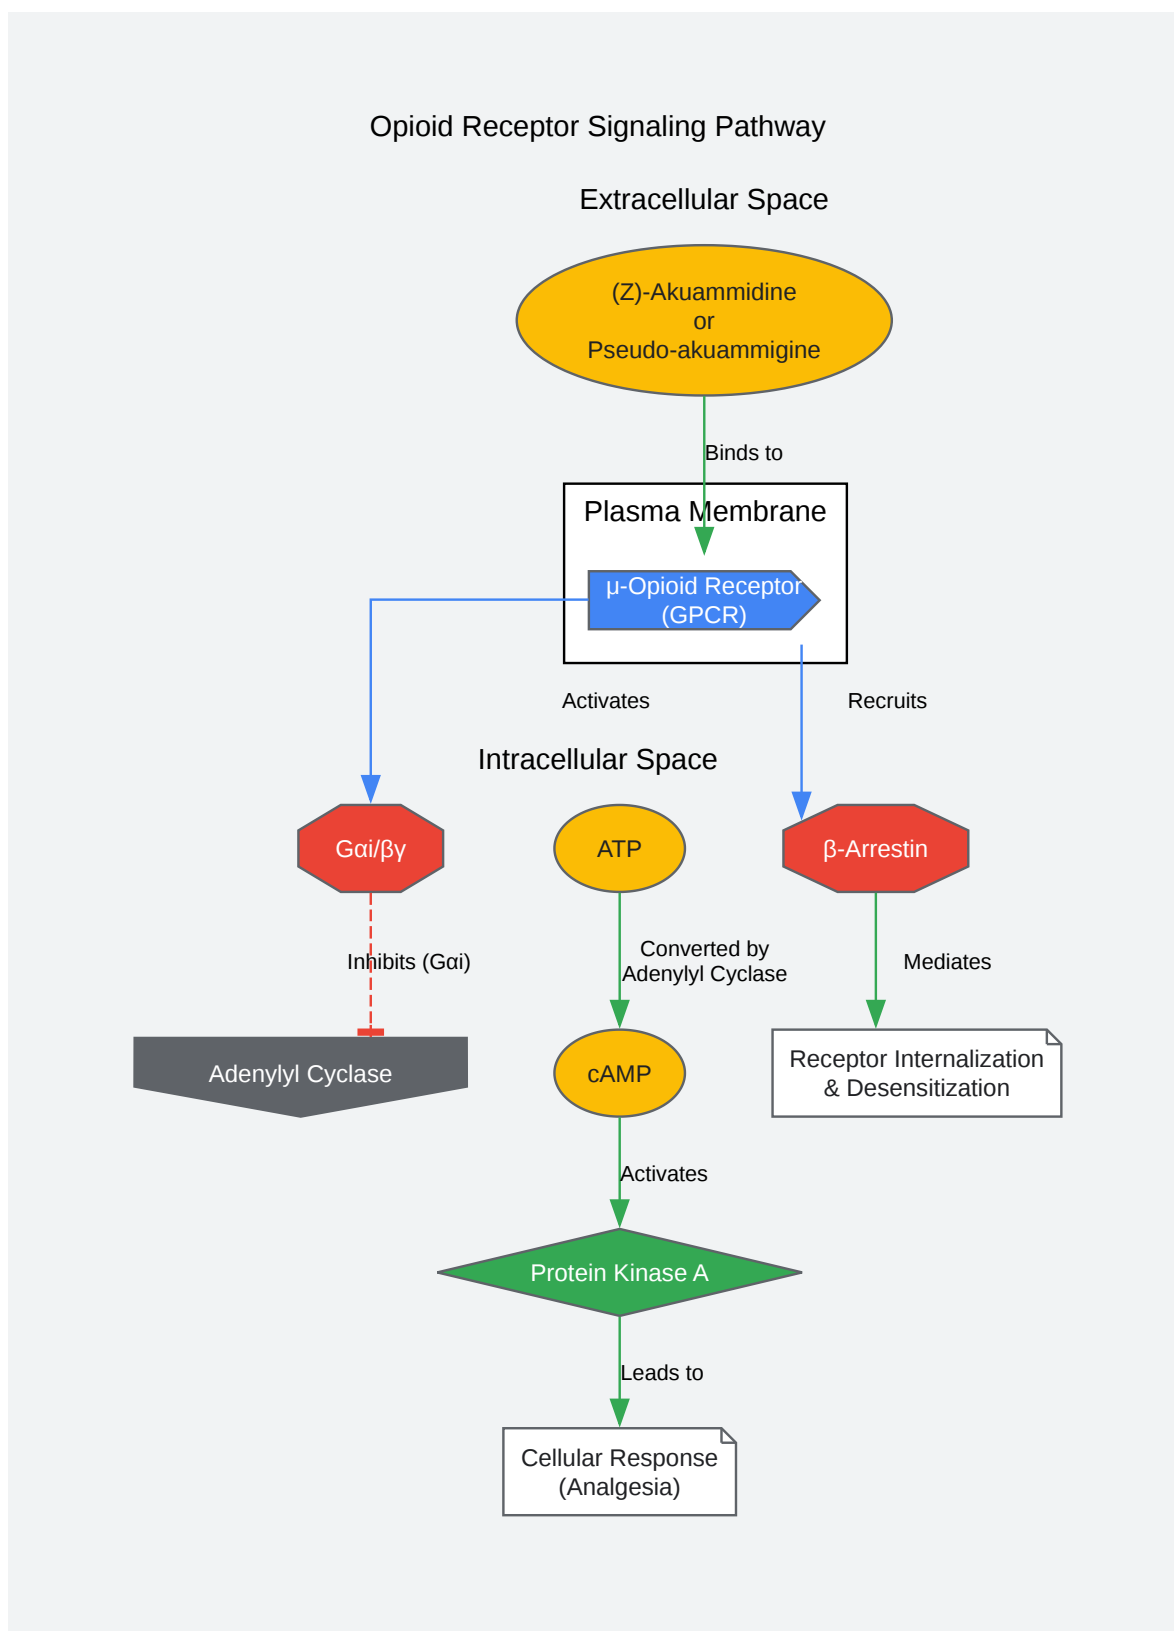 Opioid Receptor Signaling Pathway
Extracellular Space
(Z)-Akuammidine
or
Pseudo-akuammigine
Binds to
Plasma Membrane
μ-Opioid Receptor
(GPCR)
Activates
Recruits
Intracellular Space
Gαi/βγ
ATP
β-Arrestin
Inhibits (Gαi)
Converted by
Adenylyl Cyclase
Mediates
Adenylyl Cyclase
cAMP
Receptor Internalization
& Desensitization
Activates
Protein Kinase A
Leads to
Cellular Response
(Analgesia)